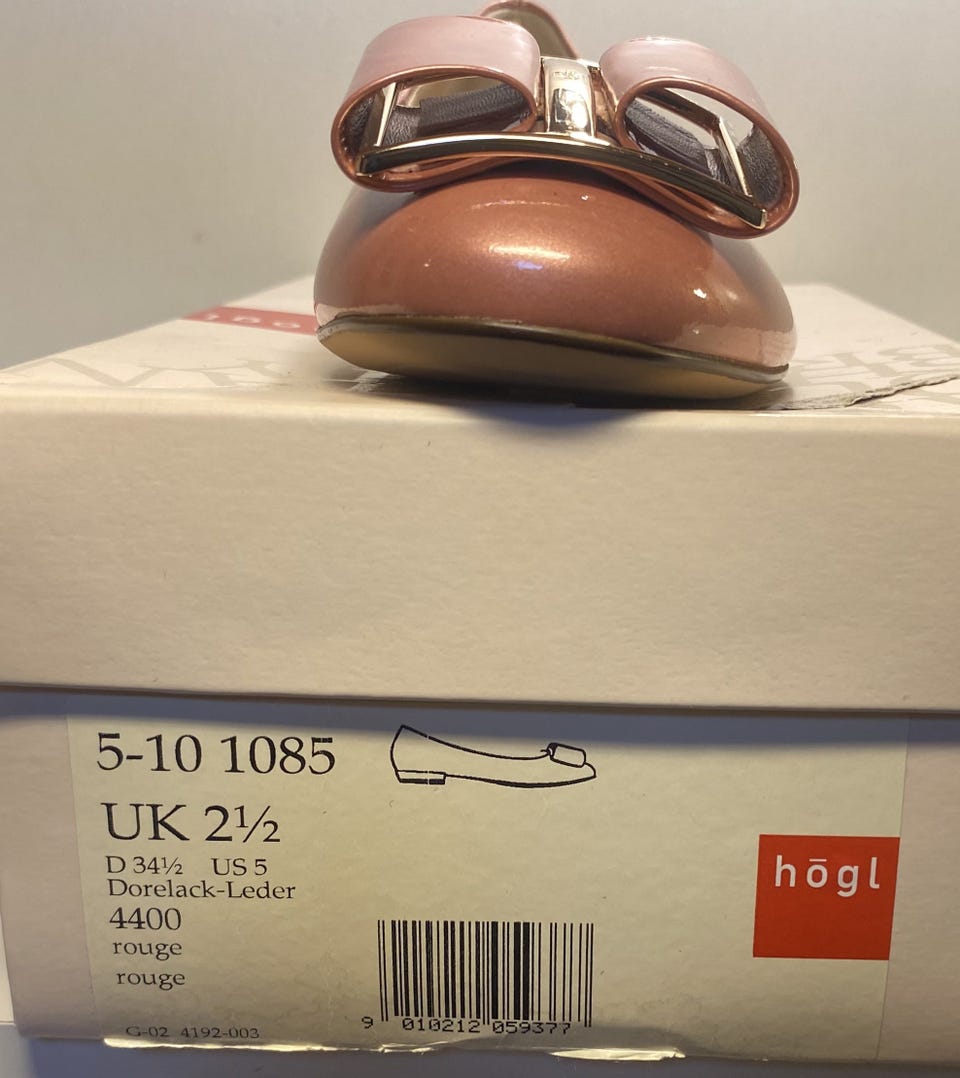 5-10 1085
UK 2½
D 34½ US 5
Dorelack-Leder
4400
rouge
rouge
G-02 4192-003
9 010212 059377
hōgl